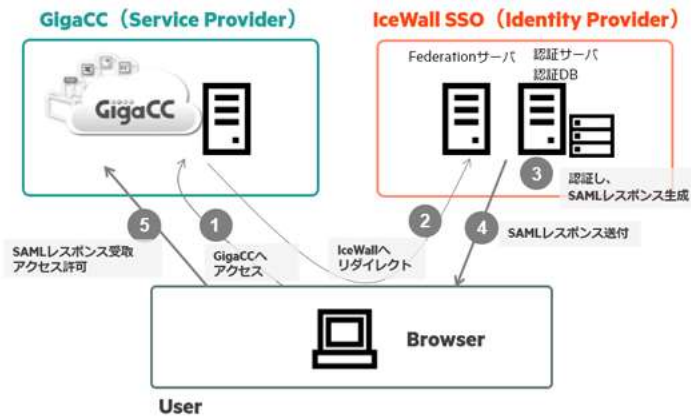 GigaCC（Service Provider）
IceWall SSO（Identity Provider）
Federationサーバ
認証サーバ
認証DB
GigaCC
3
認証し、
SAMLレスポンス生成
5
1
2
4
SAMLレスポンス受取
アクセス許可
GigaCCへ
アクセス
IceWallへ
リダイレクト
SAMLレスポンス送付
Browser
User